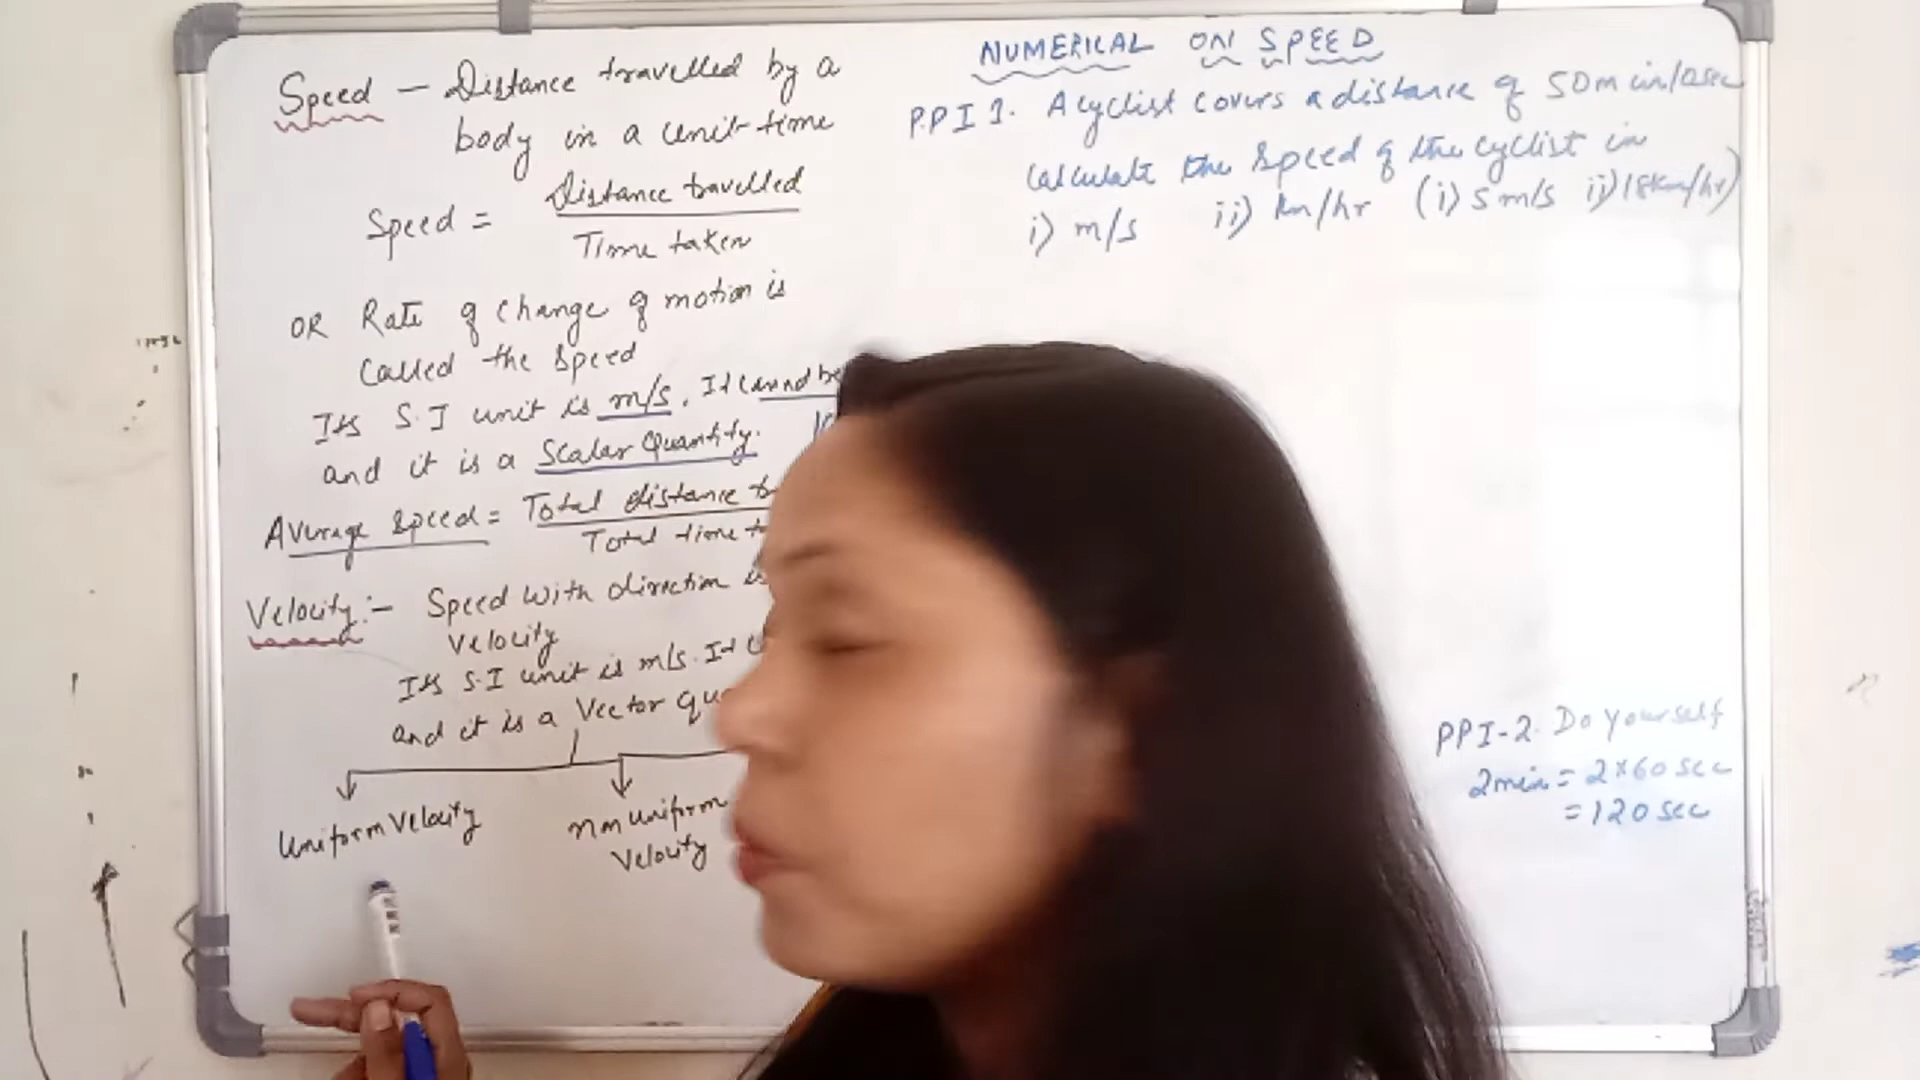 Speed - Distance travelled by a
body in a unit time
Speed = Distance travelled
Time taken
OR Rate of change of motion is
called the speed
Its S.I unit is m/s. It cannot be
and it is a Scalar Quantity.
Average speed = Total distance
Total time
Velocity:- Speed with direction is
velocity
Its S.I unit is m/s. It
and it is a Vector
Uniform Velocity
non uniform
Velocity
NUMERICAL ON SPEED
P.P I 1. A cyclist covers a distance of 50m in 10sec
calculate the speed of the cyclist in
i) m/s ii) km/hr (i) 5 m/s ii) 18km/hr)
PPI-2. Do yourself
2min = 2x60 sec
= 120 sec